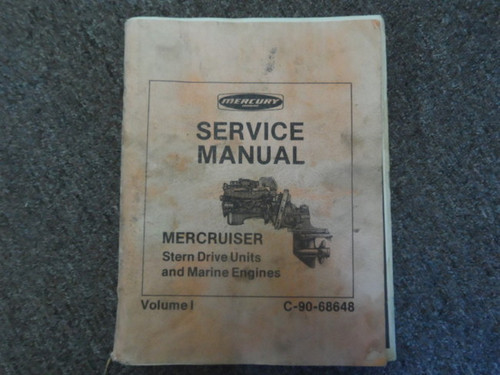 MERCURY
SERVICE
MANUAL
MERCRUISER
Stern Drive Units
and Marine Engines
Volume I
C-90-68648